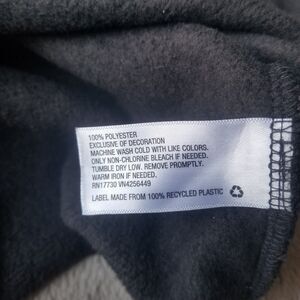 100% POLYESTER
EXCLUSIVE OF DECORATION
MACHINE WASH COLD WITH LIKE COLORS.
ONLY NON-CHLORINE BLEACH IF NEEDED.
TUMBLE DRY LOW. REMOVE PROMPTLY.
WARM IRON IF NEEDED.
RN17730 VN4256449
LABEL MADE FROM 100% RECYCLED PLASTIC